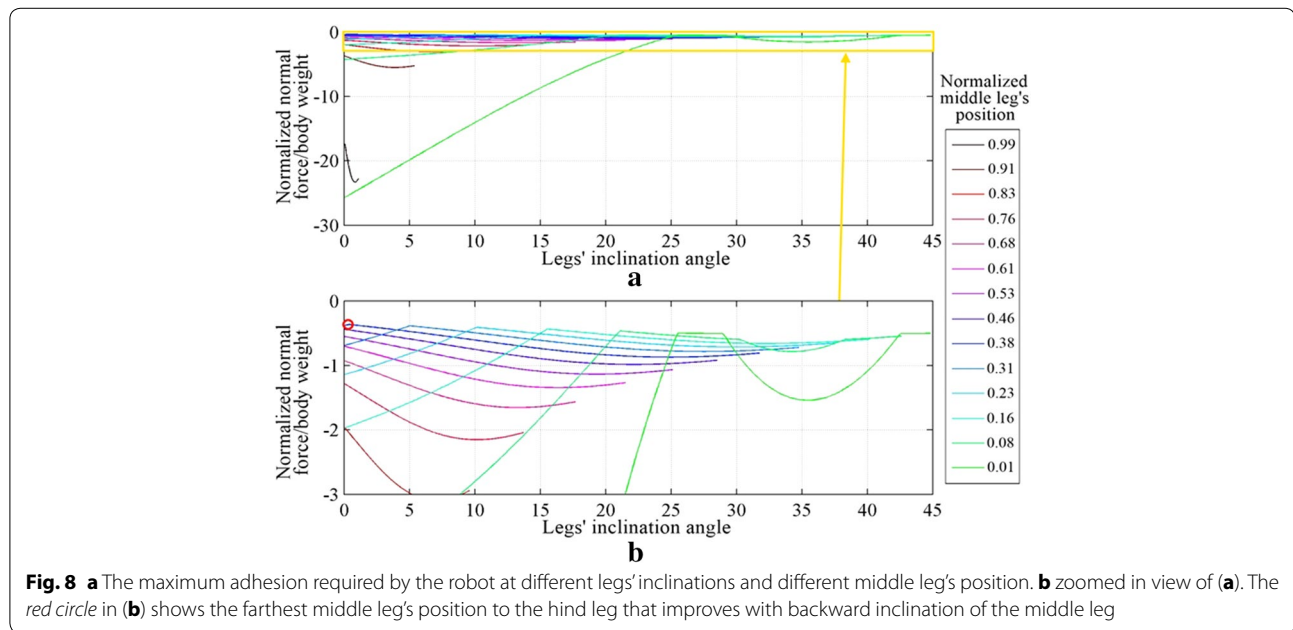 0
-10
-20
-30
Normalized normal
force/body weight
0 5 10 15 20 25 30 35 40 45
Legs' inclination angle
a
0
-1
-2
-3
Normalized normal
force/body weight
0 5 10 15 20 25 30 35 40 45
Legs' inclination angle
b
Normalized
middle leg's
position
0.99
0.91
0.83
0.76
0.68
0.61
0.53
0.46
0.38
0.31
0.23
0.16
0.08
0.01
Fig. 8 a The maximum adhesion required by the robot at different legs' inclinations and different middle leg's position. b zoomed in view of (a). The
red circle in (b) shows the farthest middle leg's position to the hind leg that improves with backward inclination of the middle leg